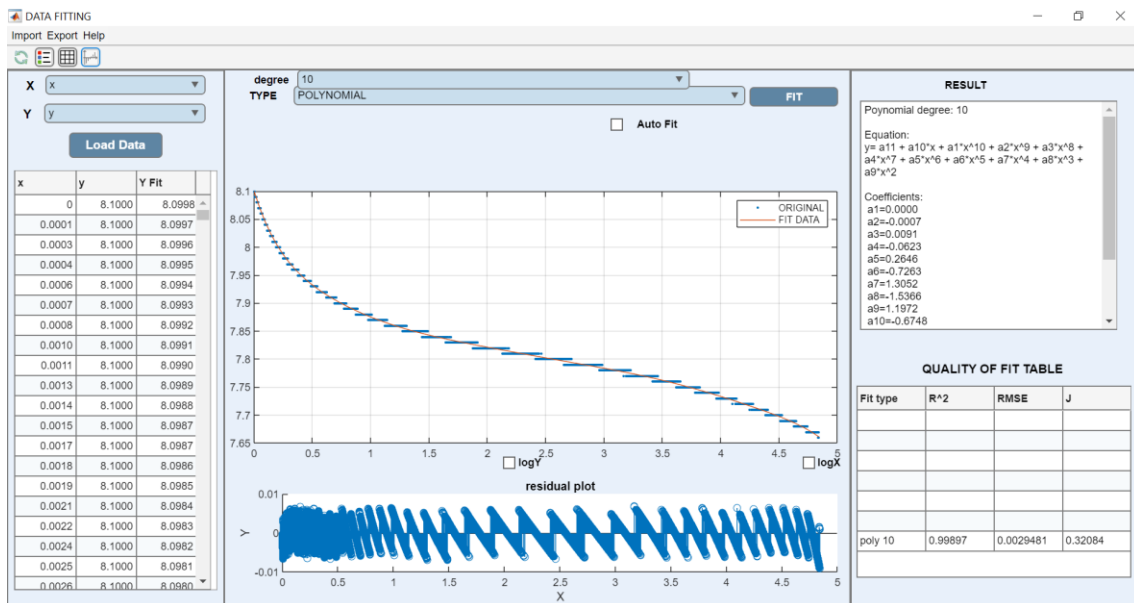 DATA FITTING
Import Export Help
X x
Y y
Load Data
x y Y Fit
0 8.1000 8.0998
0.0001 8.1000 8.0997
0.0003 8.1000 8.0996
0.0004 8.1000 8.0995
0.0006 8.1000 8.0994
0.0007 8.1000 8.0993
0.0008 8.1000 8.0992
0.0010 8.1000 8.0991
0.0011 8.1000 8.0990
0.0013 8.1000 8.0989
0.0014 8.1000 8.0988
0.0015 8.1000 8.0987
0.0017 8.1000 8.0987
0.0018 8.1000 8.0986
0.0019 8.1000 8.0985
0.0021 8.1000 8.0984
0.0022 8.1000 8.0983
0.0024 8.1000 8.0982
0.0025 8.1000 8.0981
0.0026 8.1000 8.0980
degree 10
TYPE POLYNOMIAL FIT
Auto Fit
ORIGINAL
FIT DATA
8.1
8.05
8
7.95
7.9
7.85
7.8
7.75
7.7
7.65
0 0.5 1 1.5 2 2.5 3 3.5 4 4.5 5
logY logX
residual plot
0.01
0
-0.01
Y
0 0.5 1 1.5 2 2.5 3 3.5 4 4.5 5
X
RESULT
Poynomial degree: 10
Equation:
y= a11 + a10*x + a1*x^10 + a2*x^9 + a3*x^8 +
a4*x^7 + a5*x^6 + a6*x^5 + a7*x^4 + a8*x^3 +
a9*x^2
Coefficients:
a1=0.0000
a2=-0.0007
a3=0.0091
a4=-0.0623
a5=0.2646
a6=-0.7263
a7=1.3052
a8=-1.5366
a9=1.1972
a10=-0.6748
QUALITY OF FIT TABLE
Fit type R^2 RMSE J
poly 10 0.99897 0.0029481 0.32084